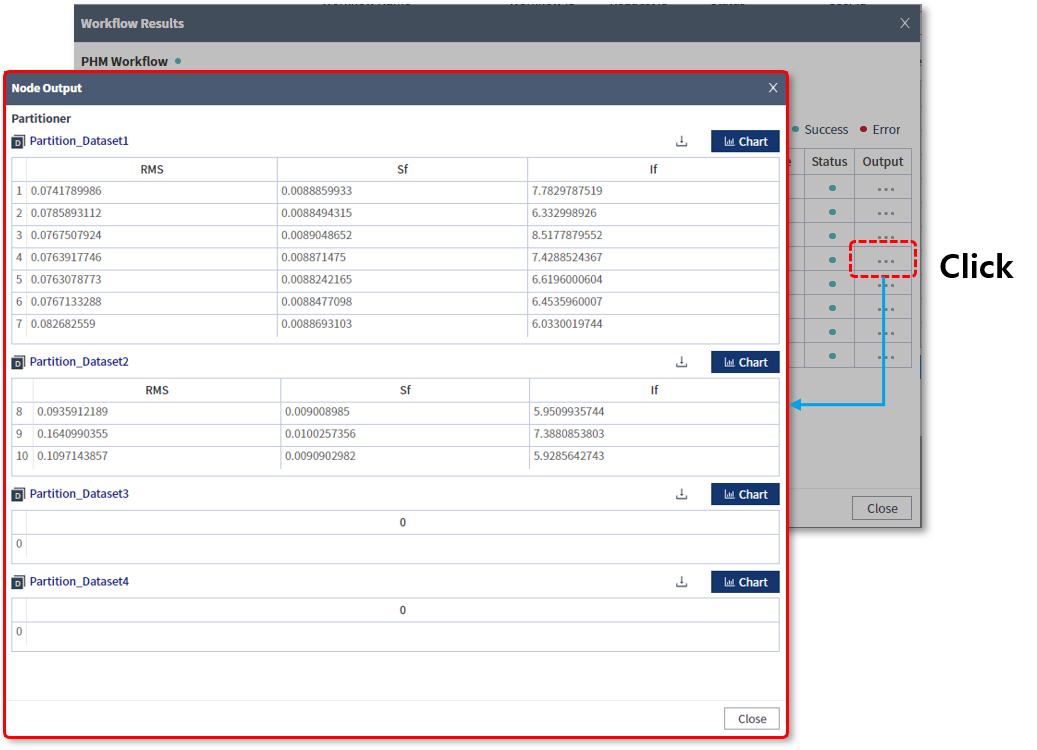 Workflow Results
PHM Workflow
Success Error
Status Output
Click
Close
Node Output
Partitioner
Partition_Dataset1 Chart
RMS Sf If
1 0.0741789986 0.0088859933 7.7829787519
2 0.0785893112 0.0088494315 6.332998926
3 0.0767507924 0.0089048652 8.5177879552
4 0.0763917746 0.008871475 7.4288524367
5 0.0763078773 0.0088242165 6.6196000604
6 0.0767133288 0.0088477098 6.4535960007
7 0.082682559 0.0088693103 6.0330019744
Partition_Dataset2 Chart
RMS Sf If
8 0.0935912189 0.009008985 5.9509935744
9 0.1640990355 0.0100257356 7.3880853803
10 0.1097143857 0.0090902982 5.9285642743
Partition_Dataset3 Chart
0
0
Partition_Dataset4 Chart
0
0
Close